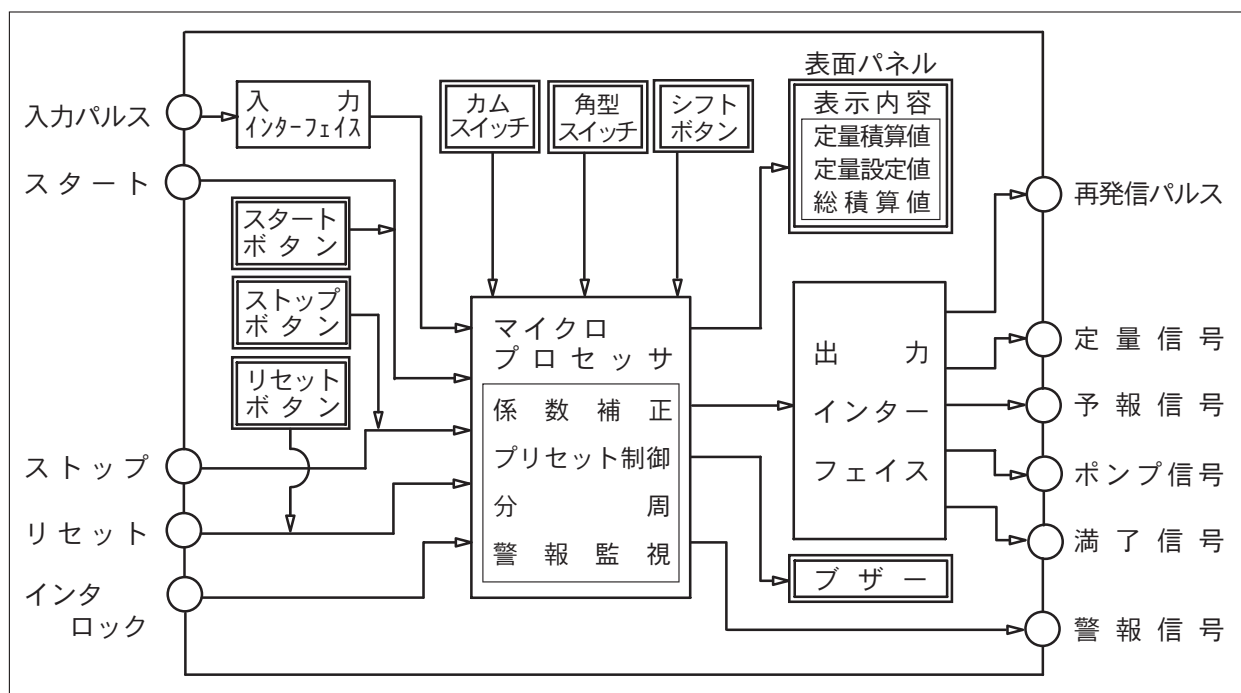 表面パネル
入力パルス
入力
インターフェイス
カム
スイッチ
角型
スイッチ
シフト
ボタン
表示内容
定量積算値
定量設定値
総積算値
スタート
スタート
ボタン
ストップ
ボタン
リセット
ボタン
ストップ
リセット
インタ
ロック
マイクロ
プロセッサ
係数補正
プリセット制御
分周
警報監視
出力
インター
フェイス
ブザー
再発信パルス
定量信号
予報信号
ポンプ信号
満了信号
警報信号